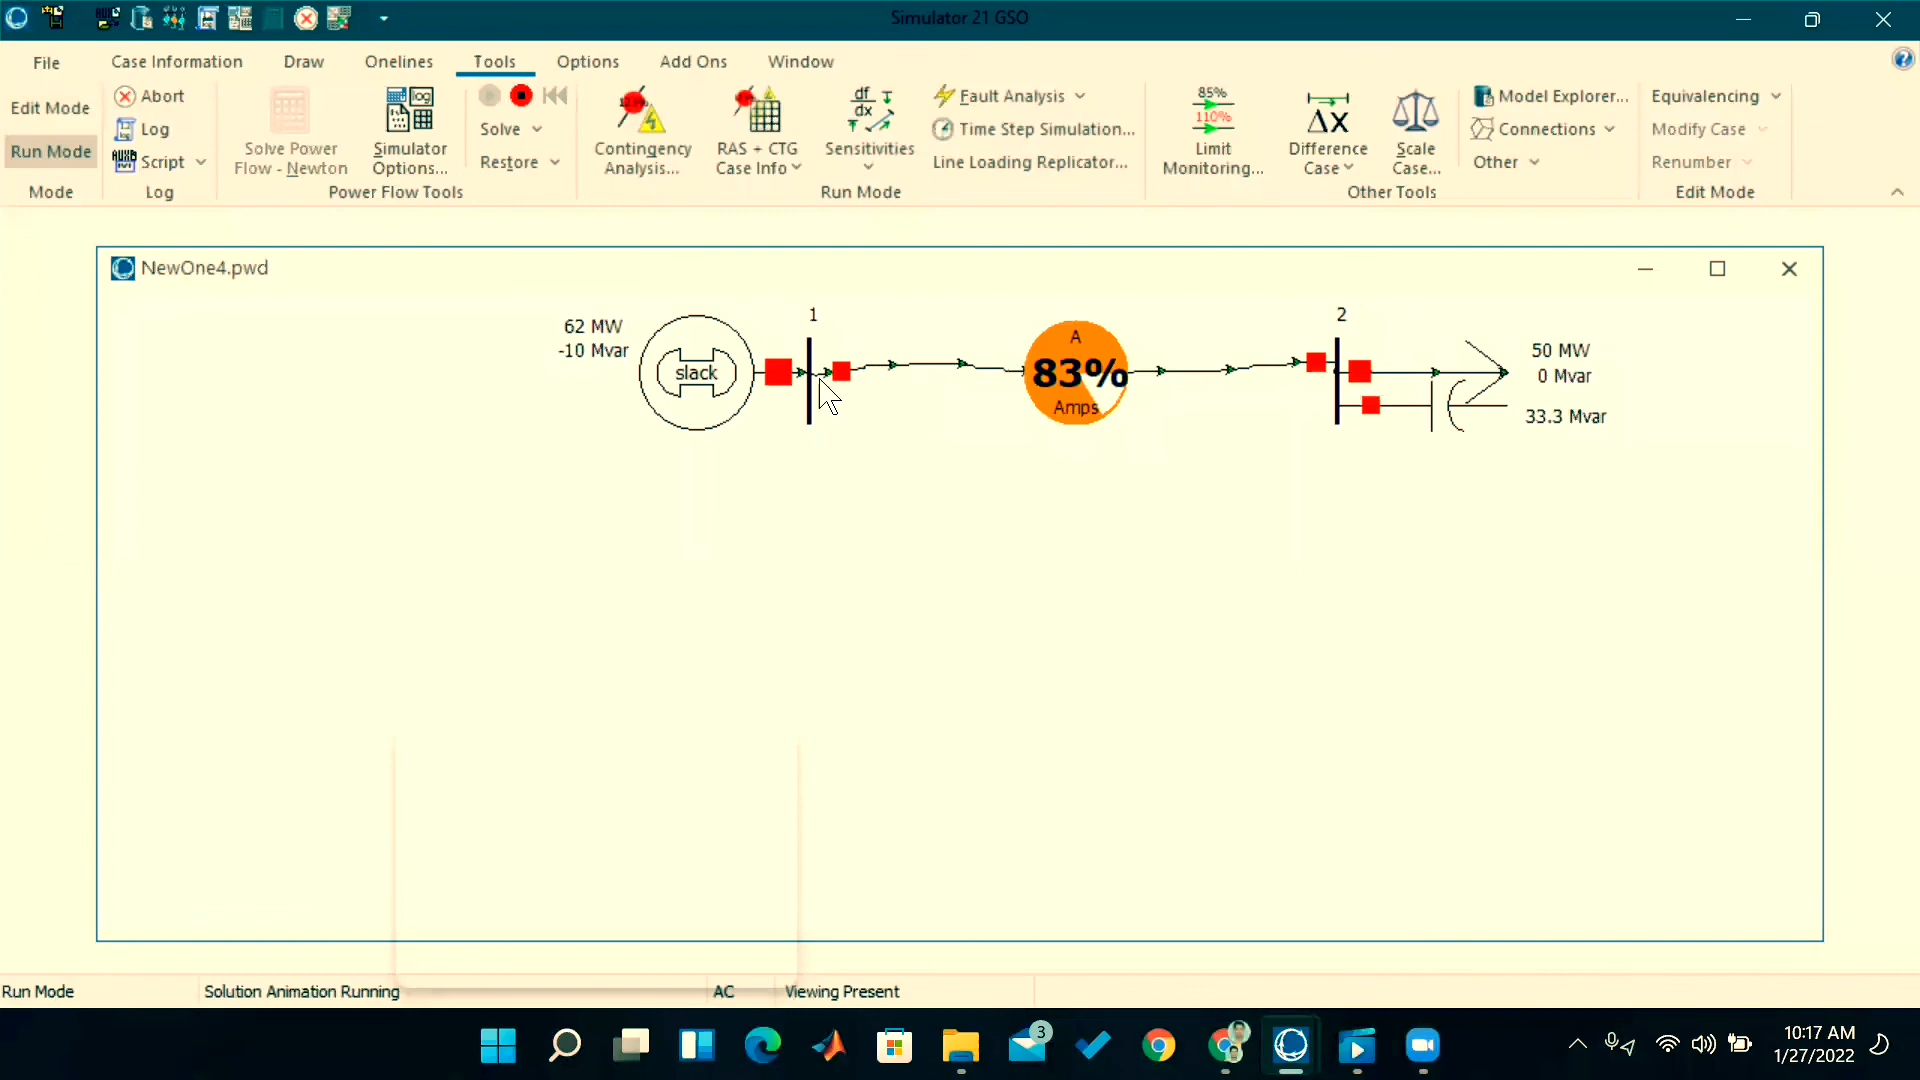 Simulator 21 GSO
File Case Information Draw Onelines Tools Options Add Ons Window
Edit Mode
Run Mode
Mode
Abort
Log
Script
Log
Solve Power
Flow - Newton
Simulator
Options...
Solve
Restore
Power Flow Tools
Contingency
Analysis...
RAS + CTG
Case Info
df
dx
Sensitivities
Fault Analysis
Time Step Simulation...
Line Loading Replicator...
Run Mode
85%
110%
Limit
Monitoring...
ΔX
Difference
Case
Scale
Case...
Model Explorer...
Connections
Other
Other Tools
Equivalencing
Modify Case
Renumber
Edit Mode
NewOne4.pwd
62 MW
-10 Mvar
slack
1
A
83%
Amps
2
50 MW
0 Mvar
33.3 Mvar
Run Mode Solution Animation Running AC Viewing Present
3
10:17 AM
1/27/2022